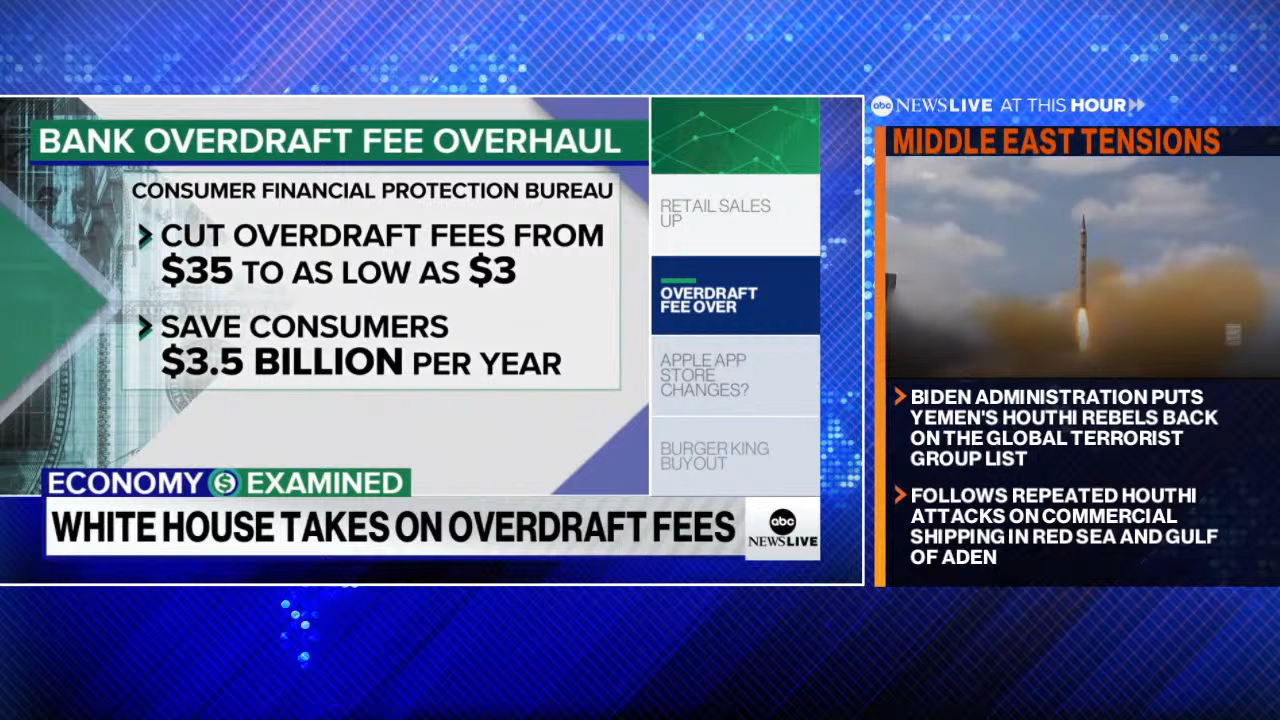 BANK OVERDRAFT FEE OVERHAUL
CONSUMER FINANCIAL PROTECTION BUREAU
CUT OVERDRAFT FEES FROM
$35 TO AS LOW AS $3
SAVE CONSUMERS
$3.5 BILLION PER YEAR
RETAIL SALES
UP
OVERDRAFT
FEE OVER
APPLE APP
STORE
CHANGES?
BURGER KING
BUYOUT
ECONOMY $ EXAMINED
WHITE HOUSE TAKES ON OVERDRAFT FEES
abc
NEWSLIVE
abc NEWSLIVE AT THIS HOUR
MIDDLE EAST TENSIONS
BIDEN ADMINISTRATION PUTS
YEMEN'S HOUTHI REBELS BACK
ON THE GLOBAL TERRORIST
GROUP LIST
FOLLOWS REPEATED HOUTHI
ATTACKS ON COMMERCIAL
SHIPPING IN RED SEA AND GULF
OF ADEN